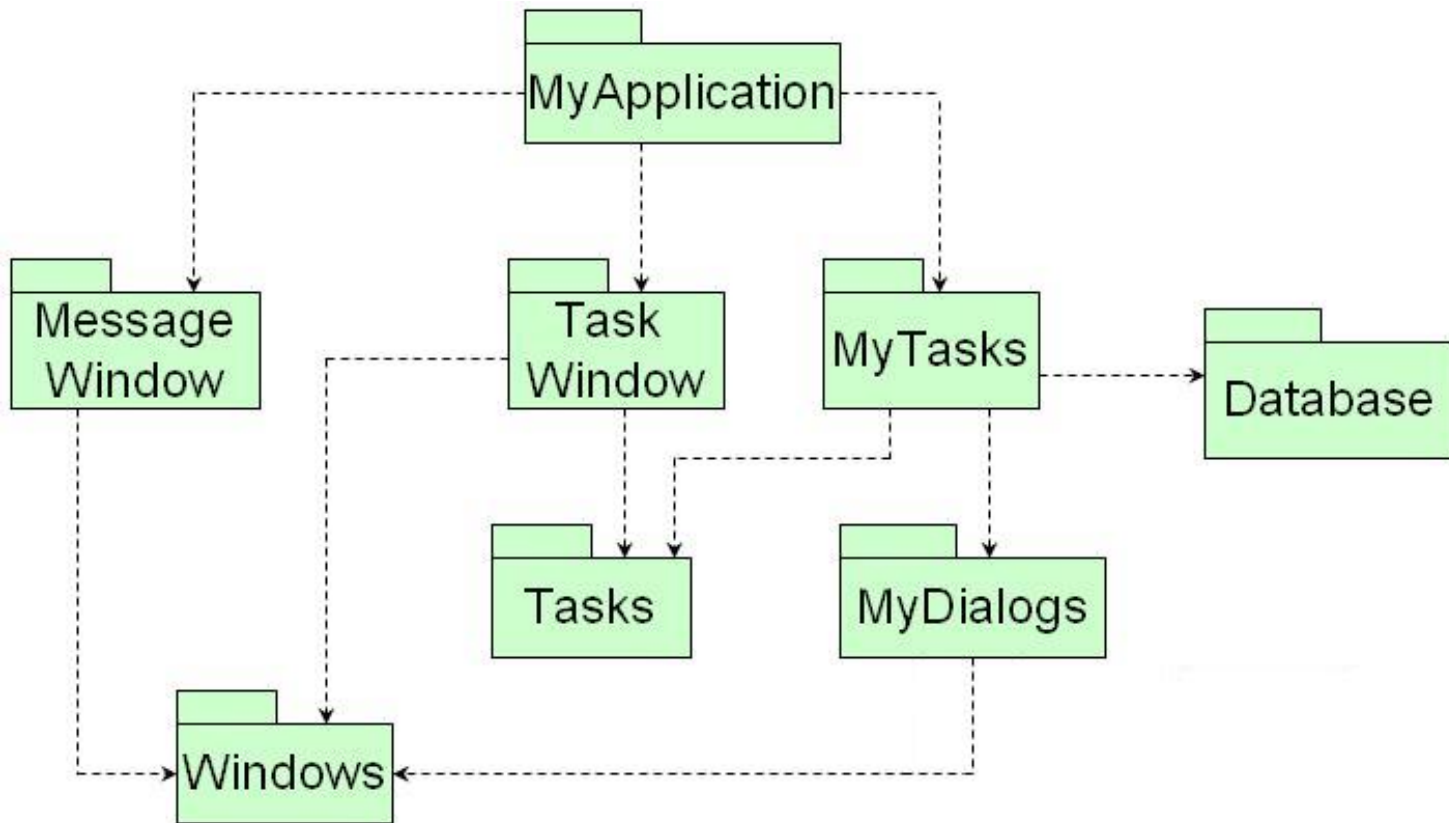 MyApplication
Message
Window
Task
Window
MyTasks
Database
Tasks
MyDialogs
Windows